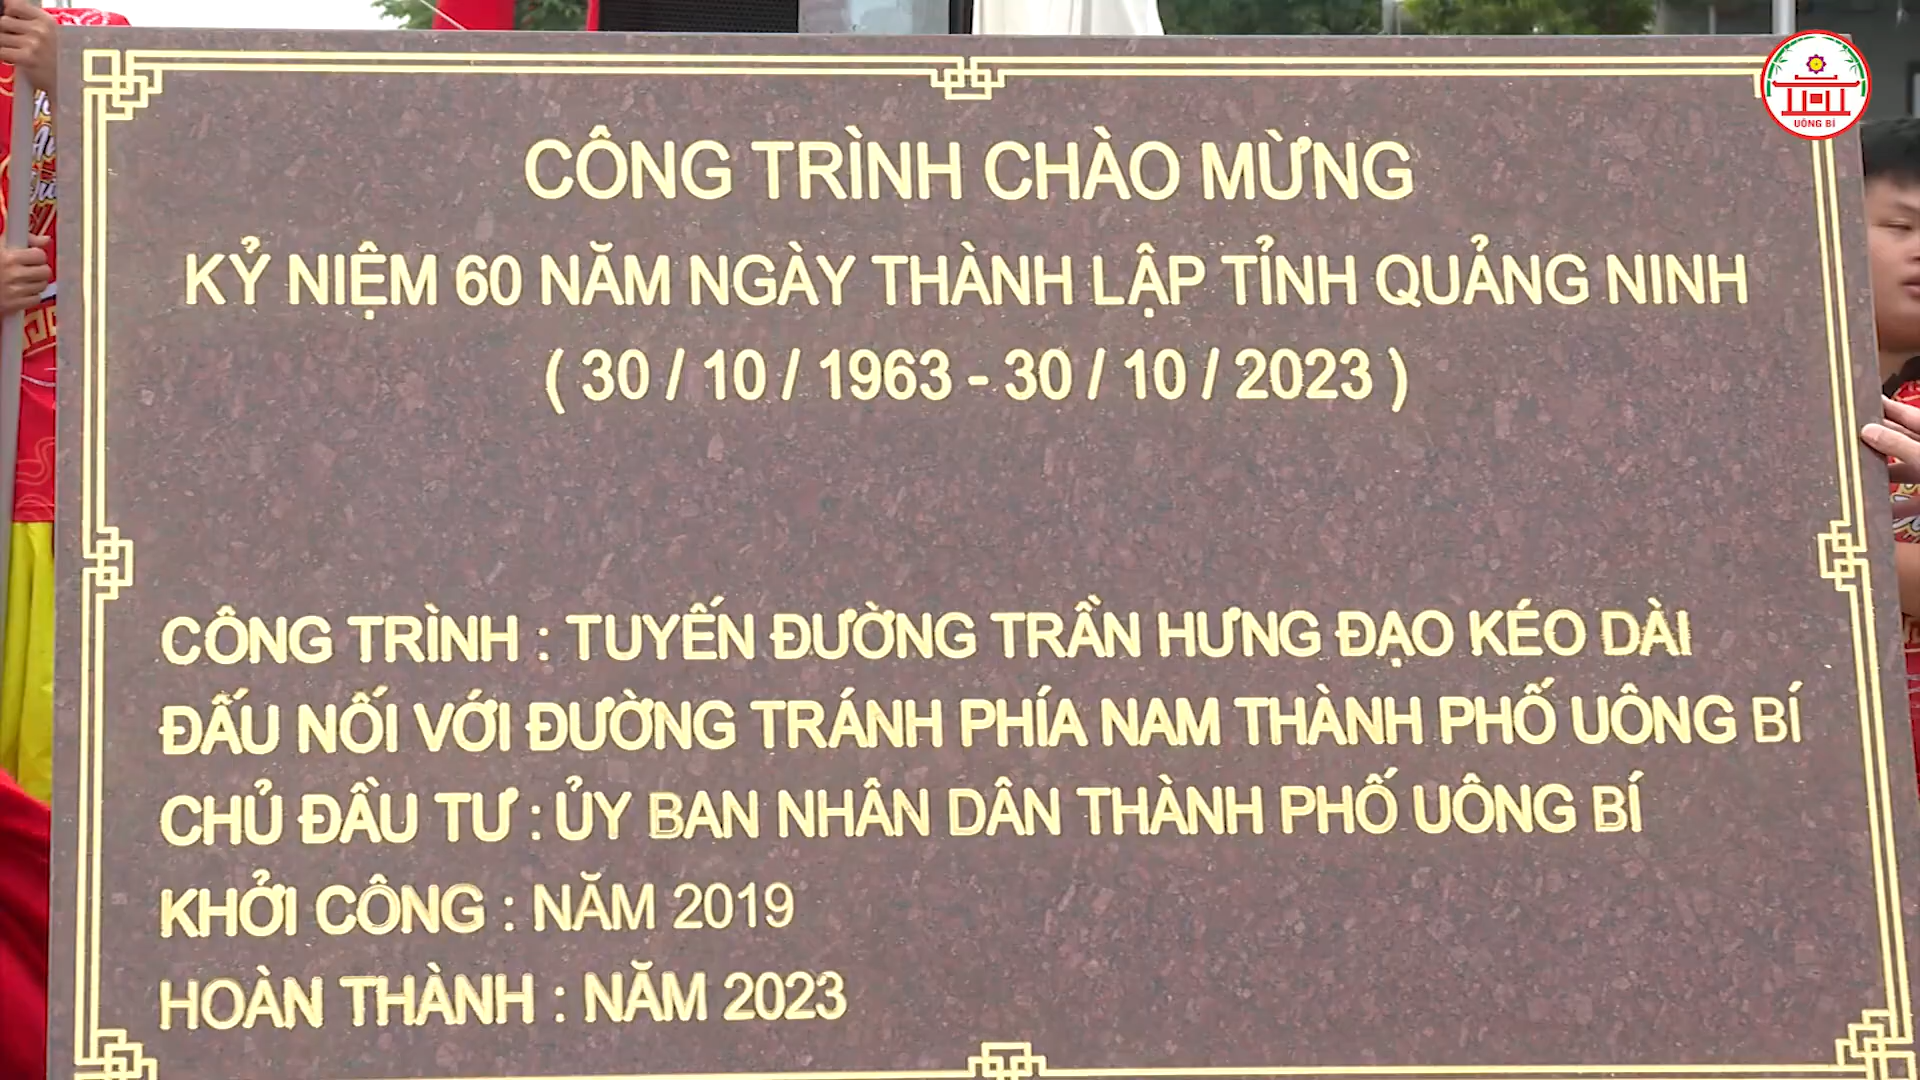 UÔNG BÍ
CÔNG TRÌNH CHÀO MỪNG
KỶ NIỆM 60 NĂM NGÀY THÀNH LẬP TỈNH QUẢNG NINH
( 30 / 10 / 1963 - 30 / 10 / 2023 )
CÔNG TRÌNH : TUYẾN ĐƯỜNG TRẦN HƯNG ĐẠO KÉO DÀI
ĐẤU NỐI VỚI ĐƯỜNG TRÁNH PHÍA NAM THÀNH PHỐ UÔNG BÍ
CHỦ ĐẦU TƯ : ỦY BAN NHÂN DÂN THÀNH PHỐ UÔNG BÍ
KHỞI CÔNG : NĂM 2019
HOÀN THÀNH : NĂM 2023